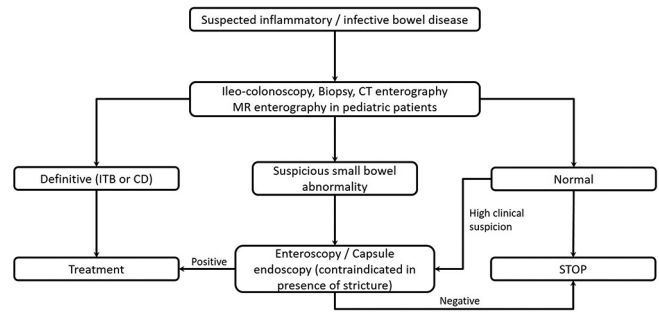 Suspected inflammatory / infective bowel disease
Ileo-colonoscopy, Biopsy, CT enterography
MR enterography in pediatric patients
Definitive (ITB or CD)
Suspicious small bowel
abnormality
Normal
High clinical
suspicion
Treatment
Positive
Enteroscopy / Capsule
endoscopy (contraindicated in
presence of stricture)
STOP
Negative